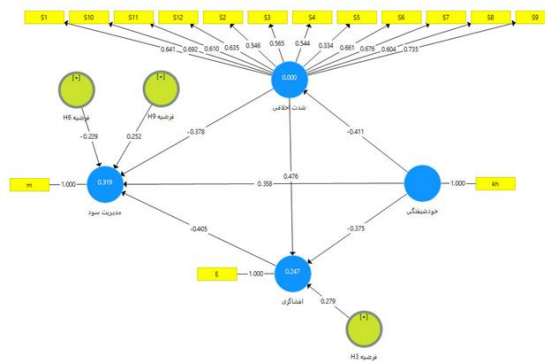 S1 S10 S11 S12 S2 S3 S4 S5 S6 S7 S8 S9
0.641 0.692 0.610 0.635 0.546 0.565 0.544 0.334 0.661 0.676 0.604 0.735
[+] [+] 0.000
فرضیه H6 فرضیه H9 شدت اخلاقی
-0.229 0.252 -0.378 -0.411
m 1.000 0.319 0.358 0.476 1.000 kh
مدیریت سود خودشیفتگی
-0.405 -0.375
E 1.000 0.247
افشاگری 0.279 [+]
فرضیه H3